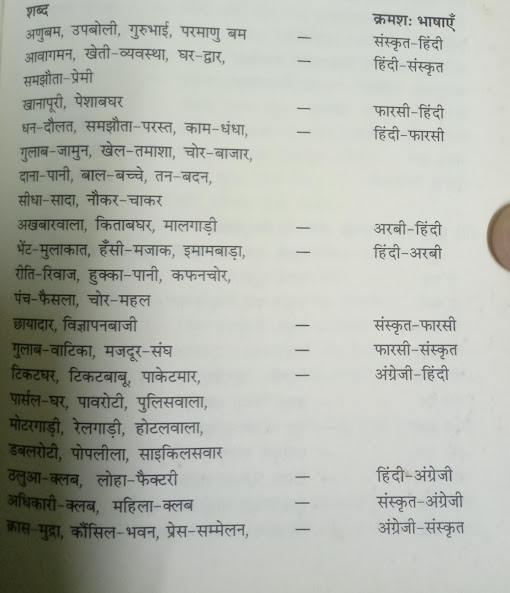 शब्द क्रमशः भाषाएँ
अणुबम, उपबोली, गुरुभाई, परमाणु बम — संस्कृत-हिंदी
आवागमन, खेती-व्यवस्था, घर-द्वार, — हिंदी-संस्कृत
समझौता-प्रेमी
खानापूरी, पेशाबघर — फारसी-हिंदी
धन-दौलत, समझौता-परस्त, काम-धंधा, — हिंदी-फारसी
गुलाब-जामुन, खेल-तमाशा, चोर-बाजार,
दाना-पानी, बाल-बच्चे, तन-बदन,
सीधा-सादा, नौकर-चाकर
अखबारवाला, किताबघर, मालगाड़ी — अरबी-हिंदी
भेंट-मुलाकात, हँसी-मजाक, इमामबाड़ा, — हिंदी-अरबी
रीति-रिवाज, हुक्का-पानी, कफनचोर,
पंच-फैसला, चोर-महल
छायादार, विज्ञापनबाजी — संस्कृत-फारसी
गुलाब-वाटिका, मजदूर-संघ — फारसी-संस्कृत
टिकटघर, टिकटबाबू, पाकेटमार, — अंग्रेजी-हिंदी
पार्सल-घर, पावरोटी, पुलिसवाला,
मोटरगाड़ी, रेलगाड़ी, होटलवाला,
डबलरोटी, पोपलीला, साइकिलसवार
ठलुआ-क्लब, लोहा-फैक्टरी — हिंदी-अंग्रेजी
अधिकारी-क्लब, महिला-क्लब — संस्कृत-अंग्रेजी
क्रास-मुद्रा, कौंसिल-भवन, प्रेस-सम्मेलन, — अंग्रेजी-संस्कृत